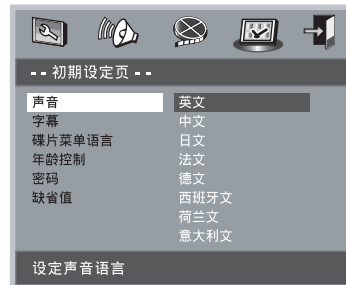 -- 初期设定页 --
声音
字幕
碟片菜单语言
年龄控制
密码
缺省值
英文
中文
日文
法文
德文
西班牙文
荷兰文
意大利文
设定声音语言